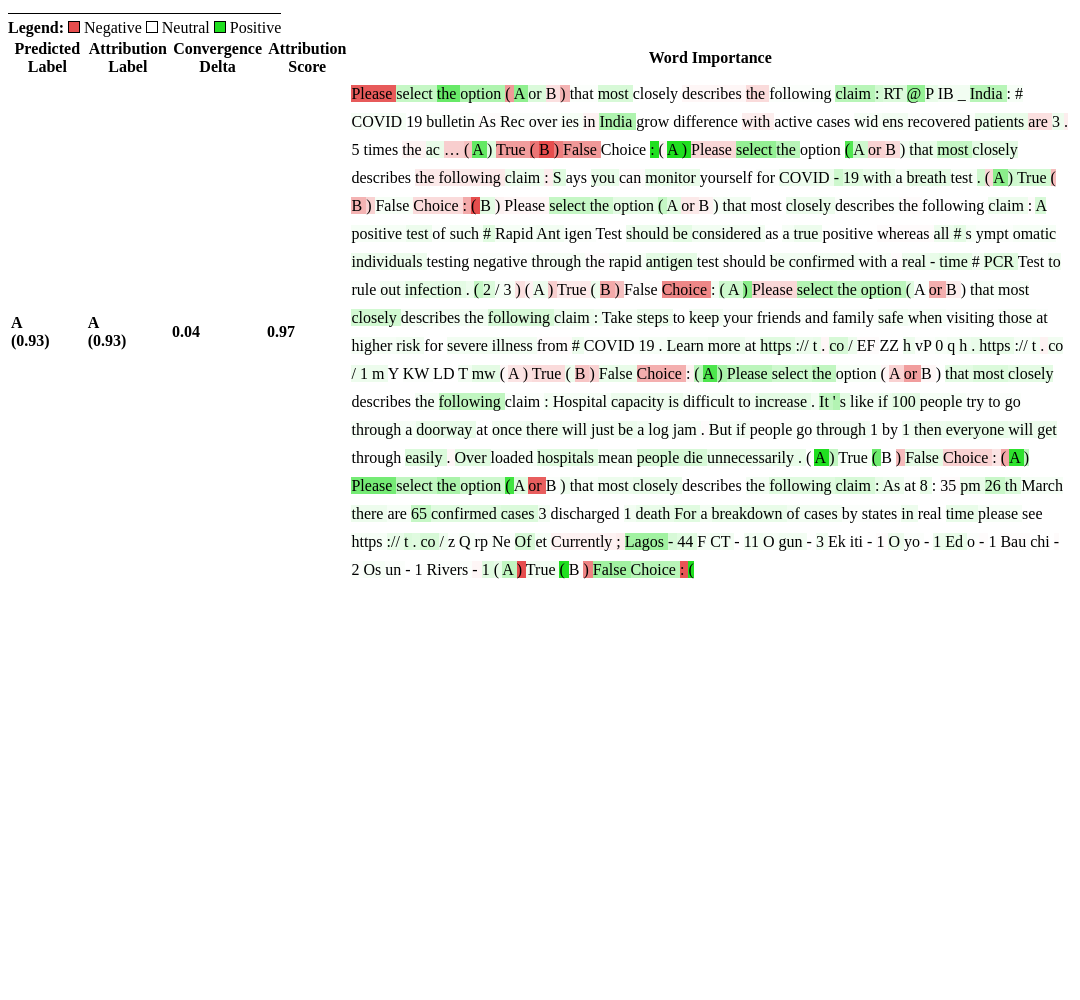 Legend: Negative Neutral Positive
Predicted Label Attribution Label Convergence Delta Attribution Score Word Importance
A (0.93) A (0.93) 0.04 0.97
Please select the option ( A or B ) that most closely describes the following claim : RT @ P IB _ India : #
COVID 19 bulletin As Rec over ies in India grow difference with active cases wid ens recovered patients are 3 .
5 times the ac … ( A ) True ( B ) False Choice : ( A ) Please select the option ( A or B ) that most closely
describes the following claim : S ays you can monitor yourself for COVID - 19 with a breath test . ( A ) True (
B ) False Choice : ( B ) Please select the option ( A or B ) that most closely describes the following claim : A
positive test of such # Rapid Ant igen Test should be considered as a true positive whereas all # s ympt omatic
individuals testing negative through the rapid antigen test should be confirmed with a real - time # PCR Test to
rule out infection . ( 2 / 3 ) ( A ) True ( B ) False Choice : ( A ) Please select the option ( A or B ) that most
closely describes the following claim : Take steps to keep your friends and family safe when visiting those at
higher risk for severe illness from # COVID 19 . Learn more at https :// t . co / EF ZZ h vP 0 q h . https :// t . co
/ 1 m Y KW LD T mw ( A ) True ( B ) False Choice : ( A ) Please select the option ( A or B ) that most closely
describes the following claim : Hospital capacity is difficult to increase . It ' s like if 100 people try to go
through a doorway at once there will just be a log jam . But if people go through 1 by 1 then everyone will get
through easily . Over loaded hospitals mean people die unnecessarily . ( A ) True ( B ) False Choice : ( A )
Please select the option ( A or B ) that most closely describes the following claim : As at 8 : 35 pm 26 th March
there are 65 confirmed cases 3 discharged 1 death For a breakdown of cases by states in real time please see
https :// t . co / z Q rp Ne Of et Currently ; Lagos - 44 F CT - 11 O gun - 3 Ek iti - 1 O yo - 1 Ed o - 1 Bau chi -
2 Os un - 1 Rivers - 1 ( A ) True ( B ) False Choice : (